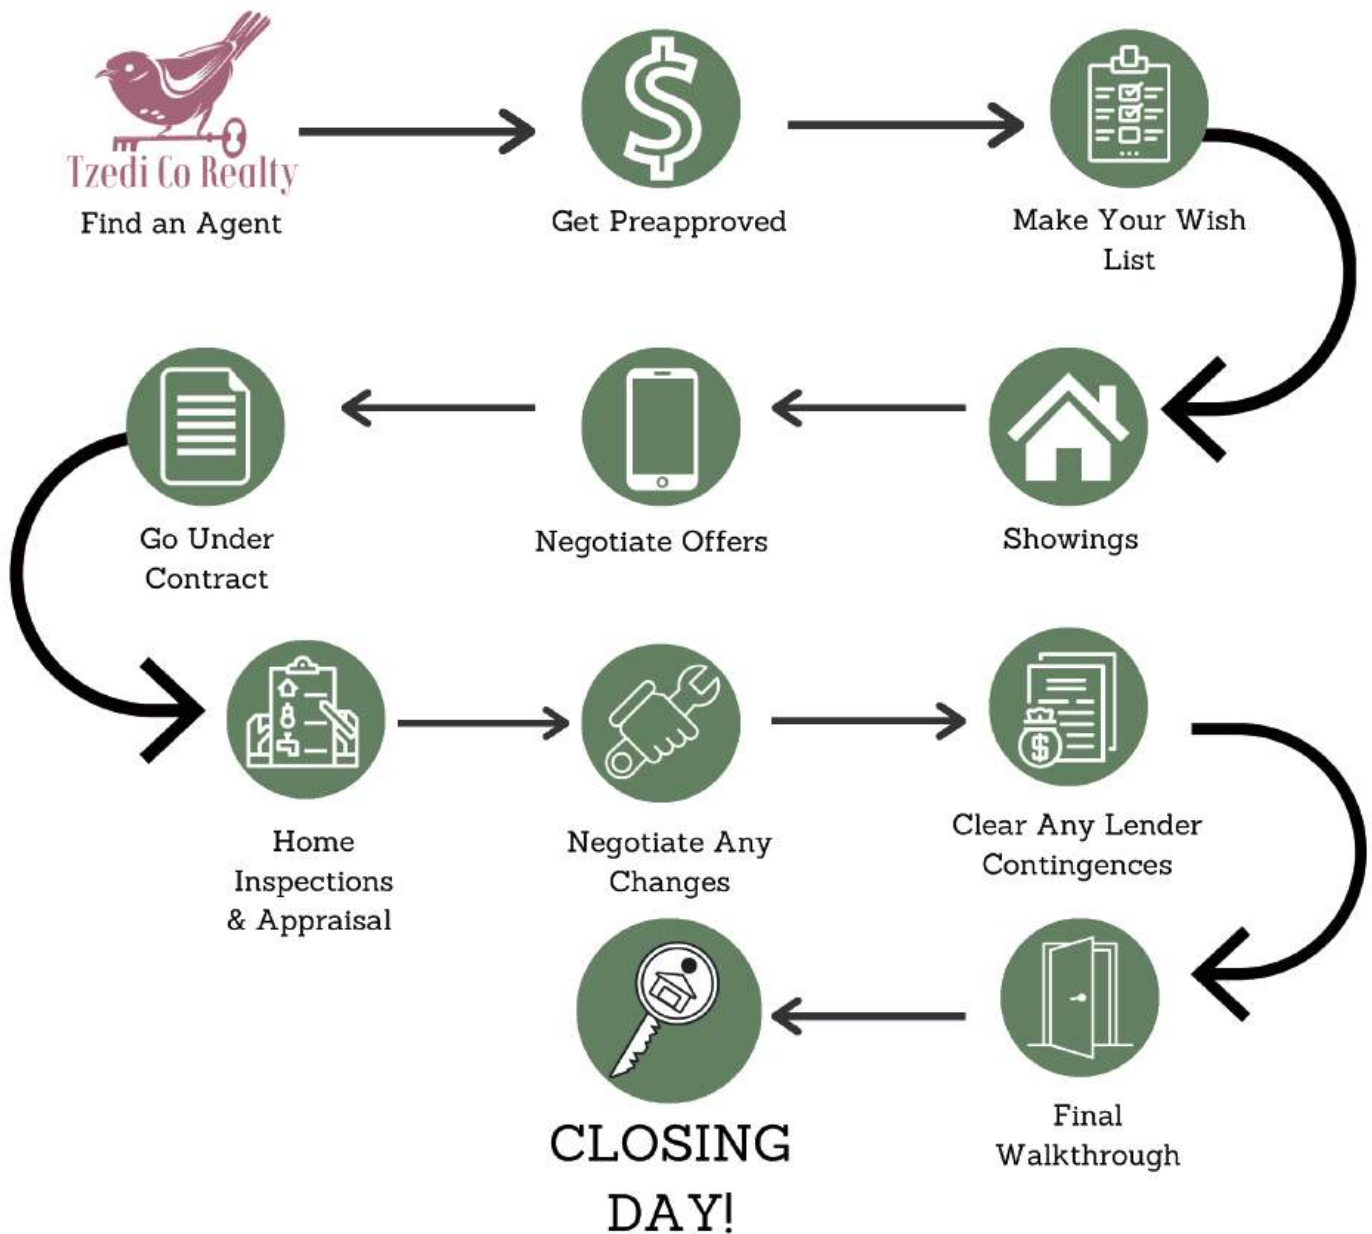 Tzedi Co Realty
Find an Agent
Get Preapproved
Make Your Wish
List
Showings
Negotiate Offers
Go Under
Contract
Home
Inspections
& Appraisal
Negotiate Any
Changes
Clear Any Lender
Contingences
Final
Walkthrough
CLOSING
DAY!